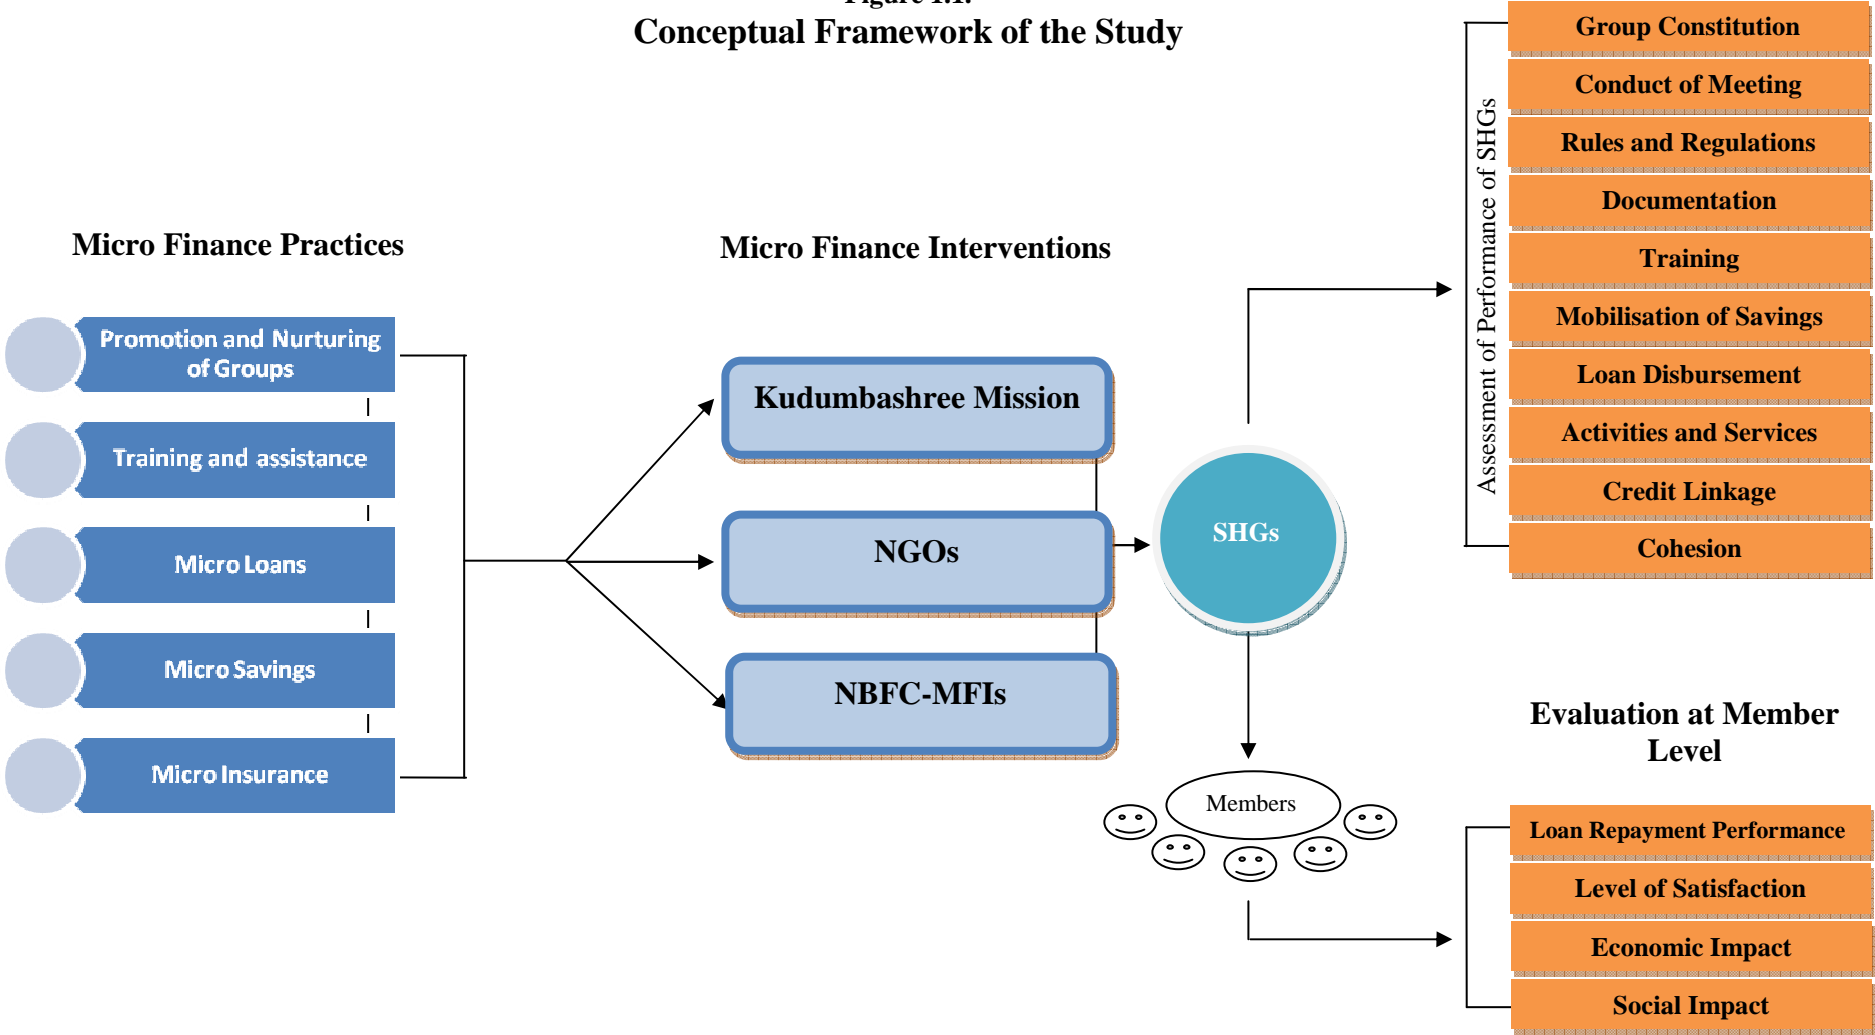 Figure 1.1.
Conceptual Framework of the Study
Micro Finance Practices
Promotion and Nurturing
of Groups
Training and assistance
Micro Loans
Micro Savings
Micro Insurance
Micro Finance Interventions
Kudumbashree Mission
NGOs
NBFC-MFIs
SHGs
Members
Assessment of Performance of SHGs
Group Constitution
Conduct of Meeting
Rules and Regulations
Documentation
Training
Mobilisation of Savings
Loan Disbursement
Activities and Services
Credit Linkage
Cohesion
Evaluation at Member
Level
Loan Repayment Performance
Level of Satisfaction
Economic Impact
Social Impact